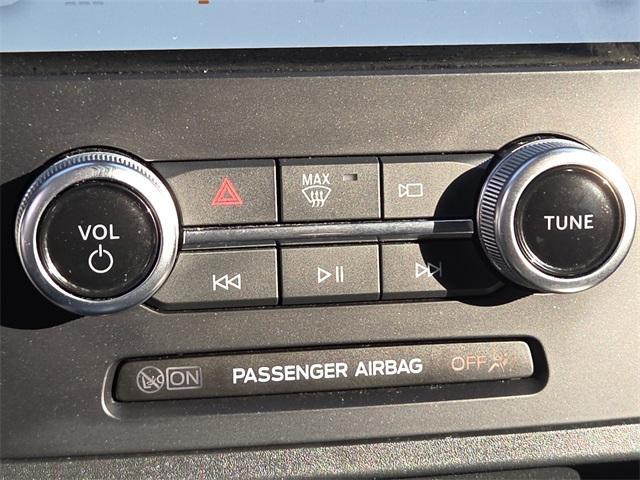 MAX
VOL
TUNE
ON PASSENGER AIRBAG OFF